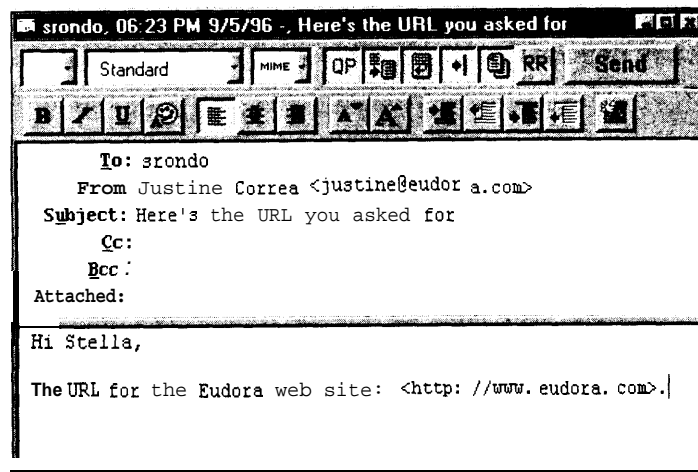 srondo, 06:23 PM 9/5/96 -, Here's the URL you asked for
Standard MIME QP RR Send
B I U
To: srondo
From Justine Correa <justine@eudor a.com>
Subject: Here's the URL you asked for
Cc:
Bcc :
Attached:
Hi Stella,
The URL for the Eudora web site: <http: //www. eudora. com>.